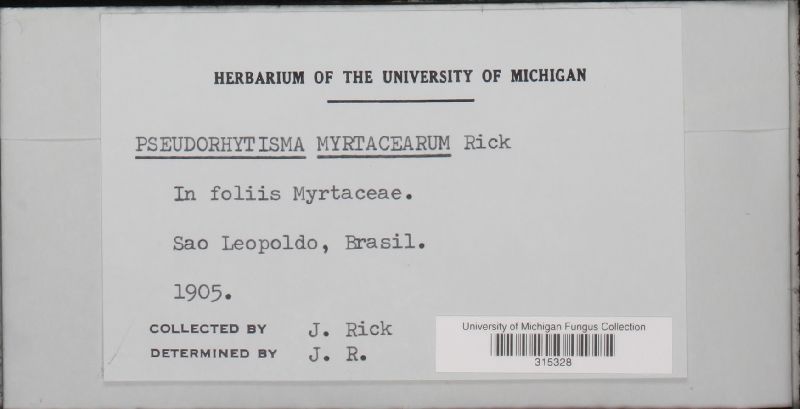 HERBARIUM OF THE UNIVERSITY OF MICHIGAN
PSEUDORHYTISMA MYRTACEARUM Rick
In foliis Myrtaceae.
Sao Leopoldo, Brasil.
1905.
COLLECTED BY J. Rick
DETERMINED BY J. R.
University of Michigan Fungus Collection
315328